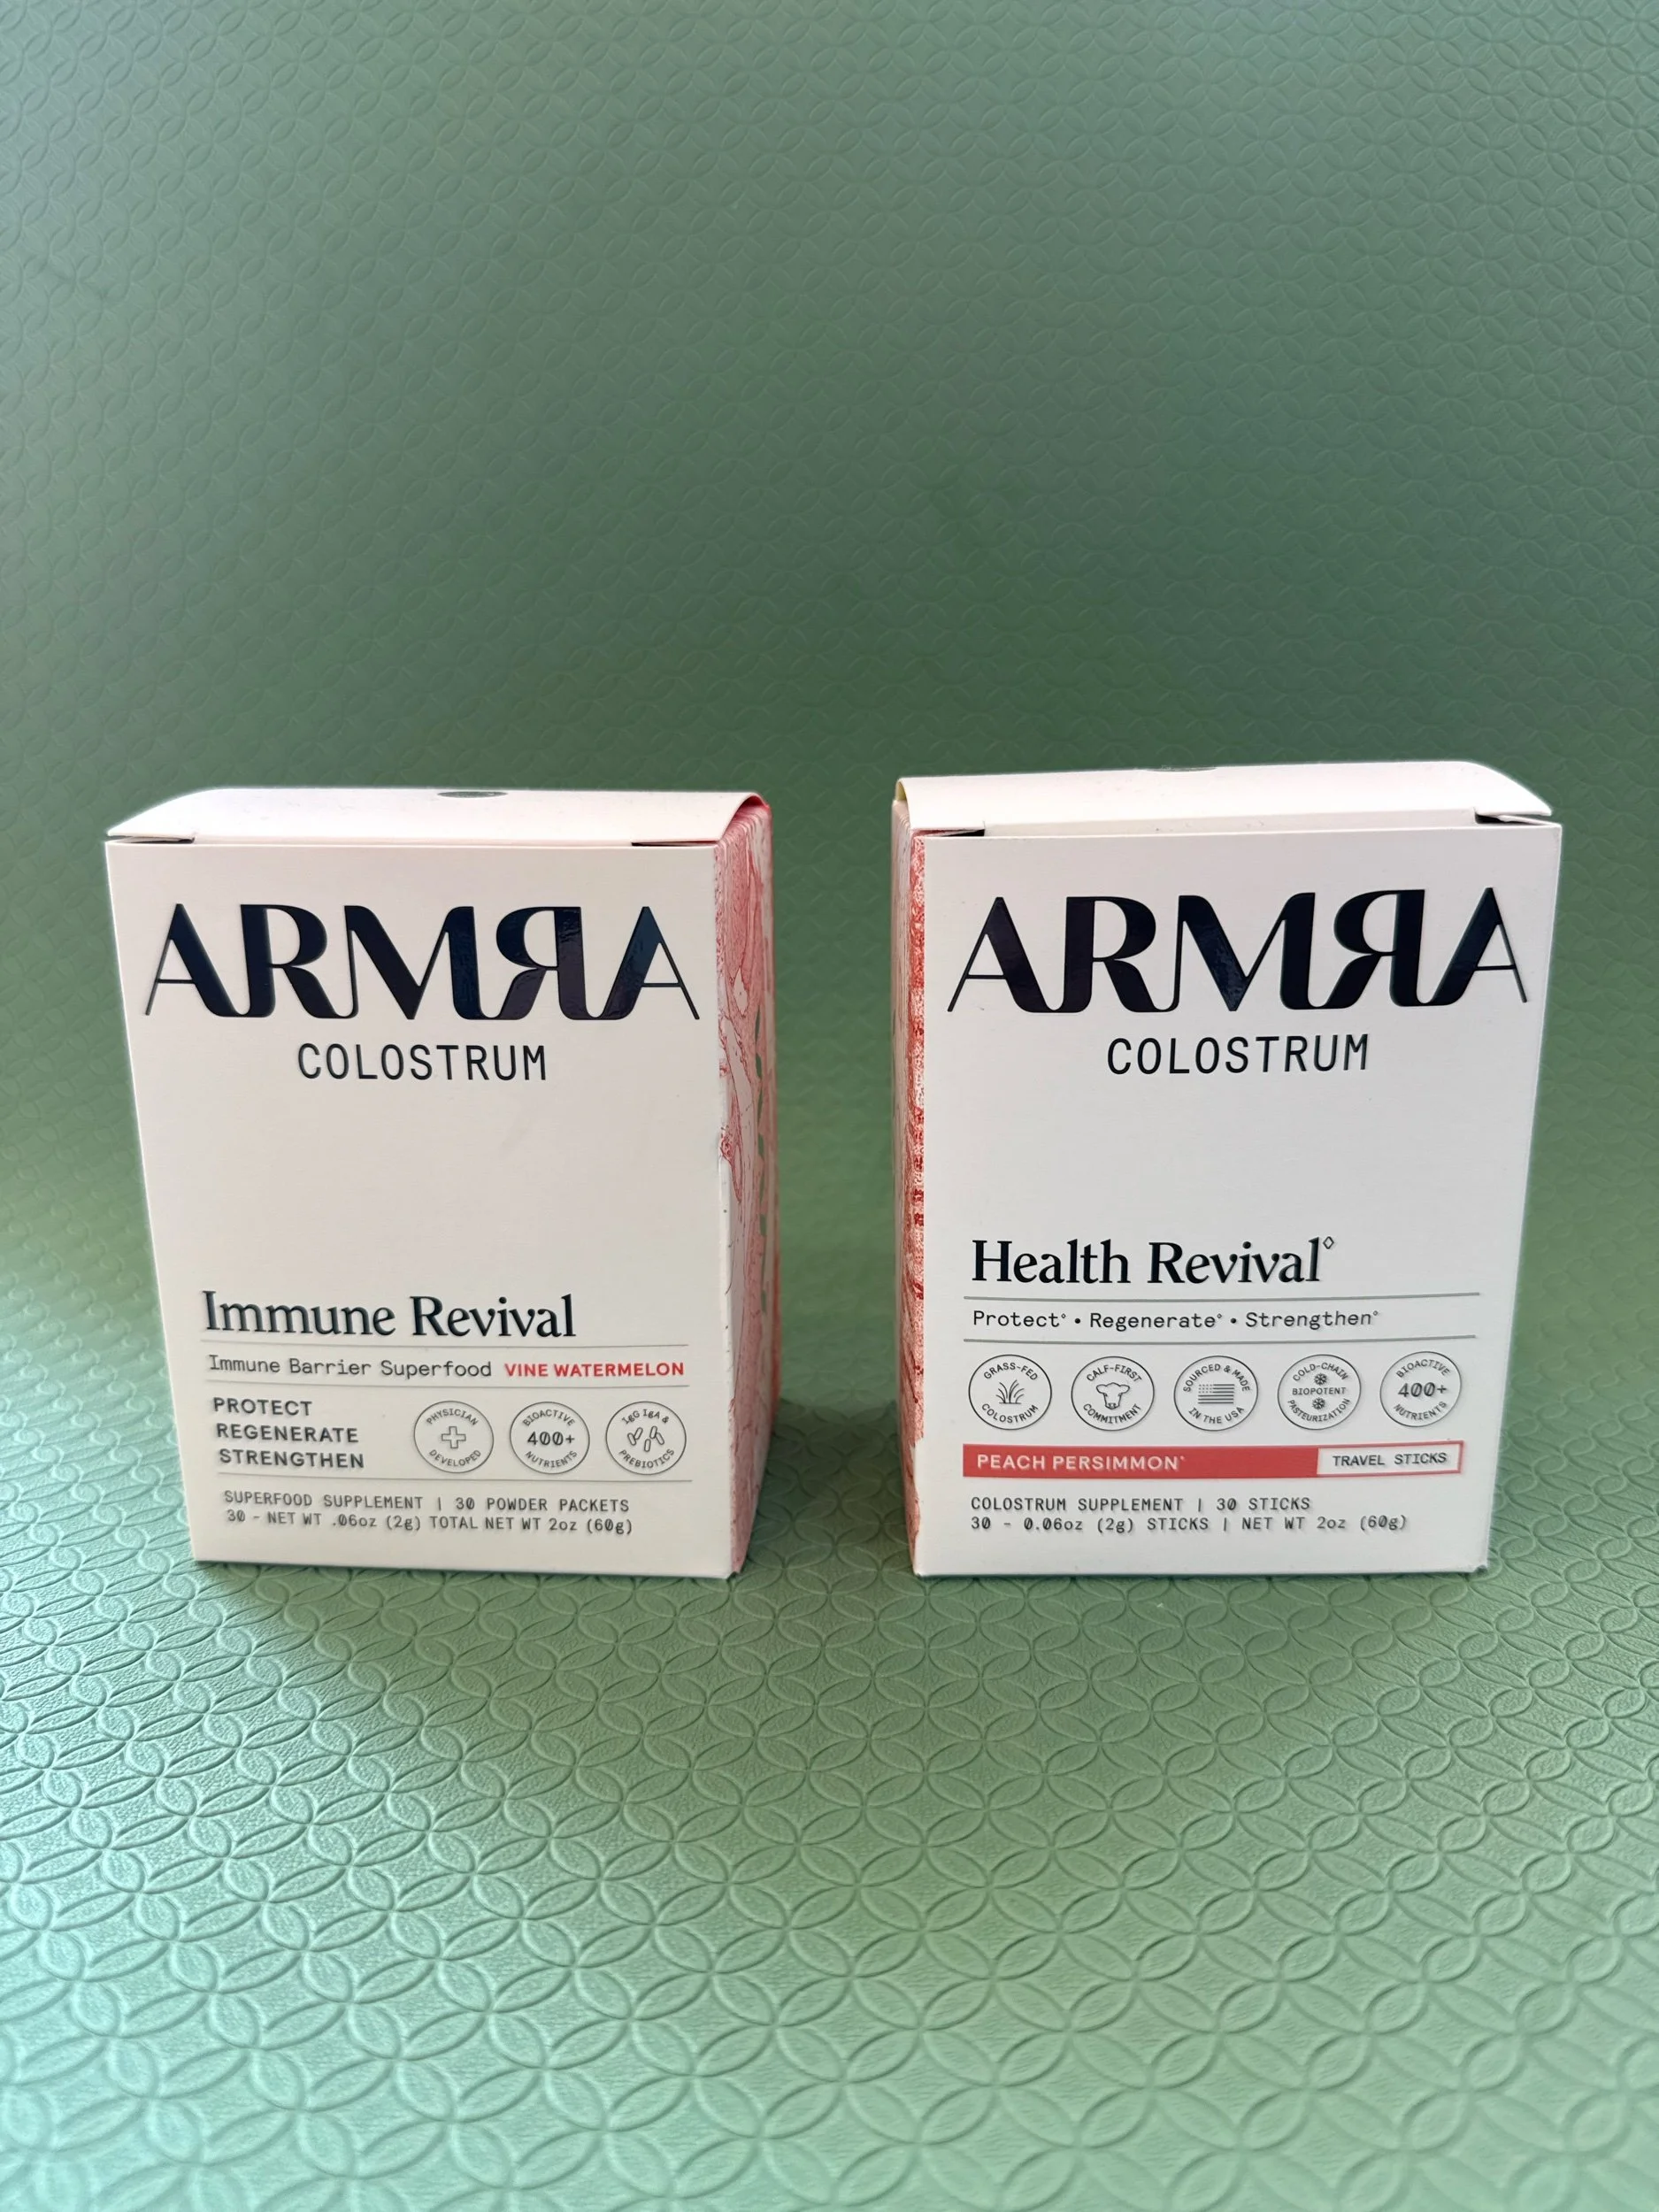 ARMRA
COLOSTRUM
Immune Revival
Immune Barrier Superfood VINE WATERMELON
PROTECT
REGENERATE
STRENGTHEN
PHYSICIAN
DEVELOPED
BIOACTIVE
400+
NUTRIENTS
IgG IgA &
PREBIOTICS
SUPERFOOD SUPPLEMENT | 30 POWDER PACKETS
30 - NET WT .06oz (2g) TOTAL NET WT 2oz (60g)
ARMRA
COLOSTRUM
Health Revival◊
Protect° • Regenerate° • Strengthen°
GRASS-FED
COLOSTRUM
CALF-FIRST
COMMITMENT
SOURCED & MADE
IN THE USA
COLD-CHAIN
BIOPOTENT
PASTEURIZATION
BIOACTIVE
400+
NUTRIENTS
PEACH PERSIMMON* TRAVEL STICKS
COLOSTRUM SUPPLEMENT | 30 STICKS
30 - 0.06oz (2g) STICKS | NET WT 2oz (60g)